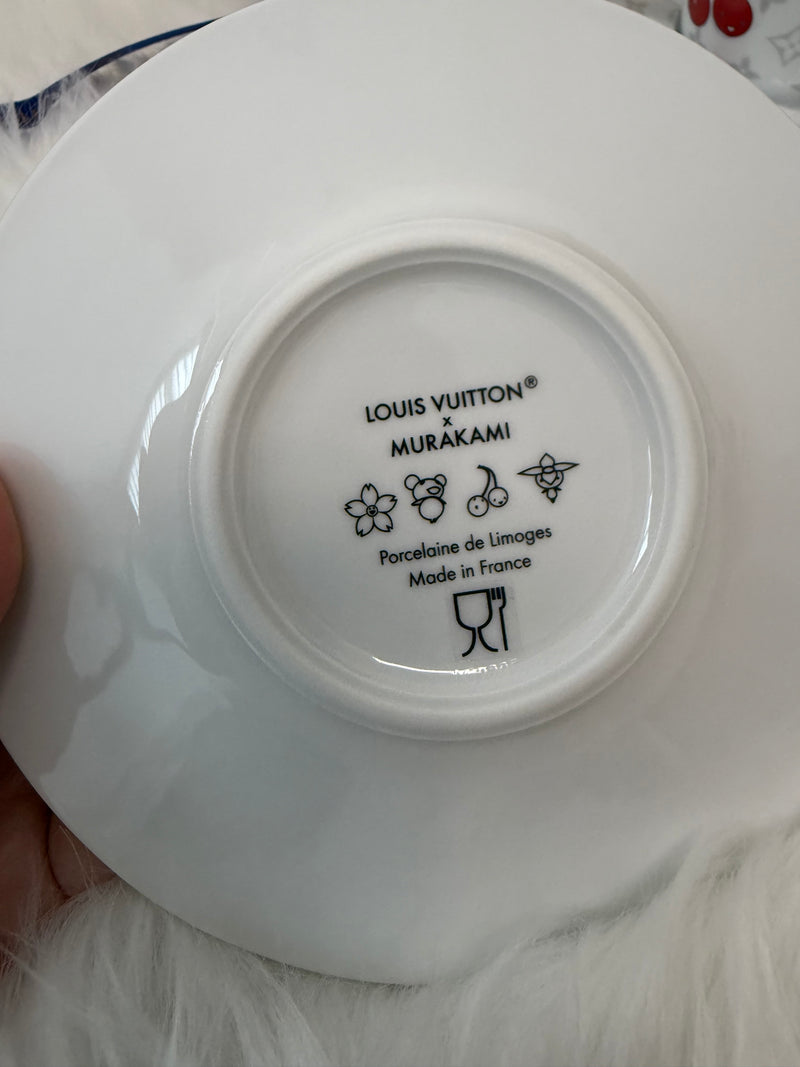 LOUIS VUITTON®
x
MURAKAMI
Porcelaine de Limoges
Made in France